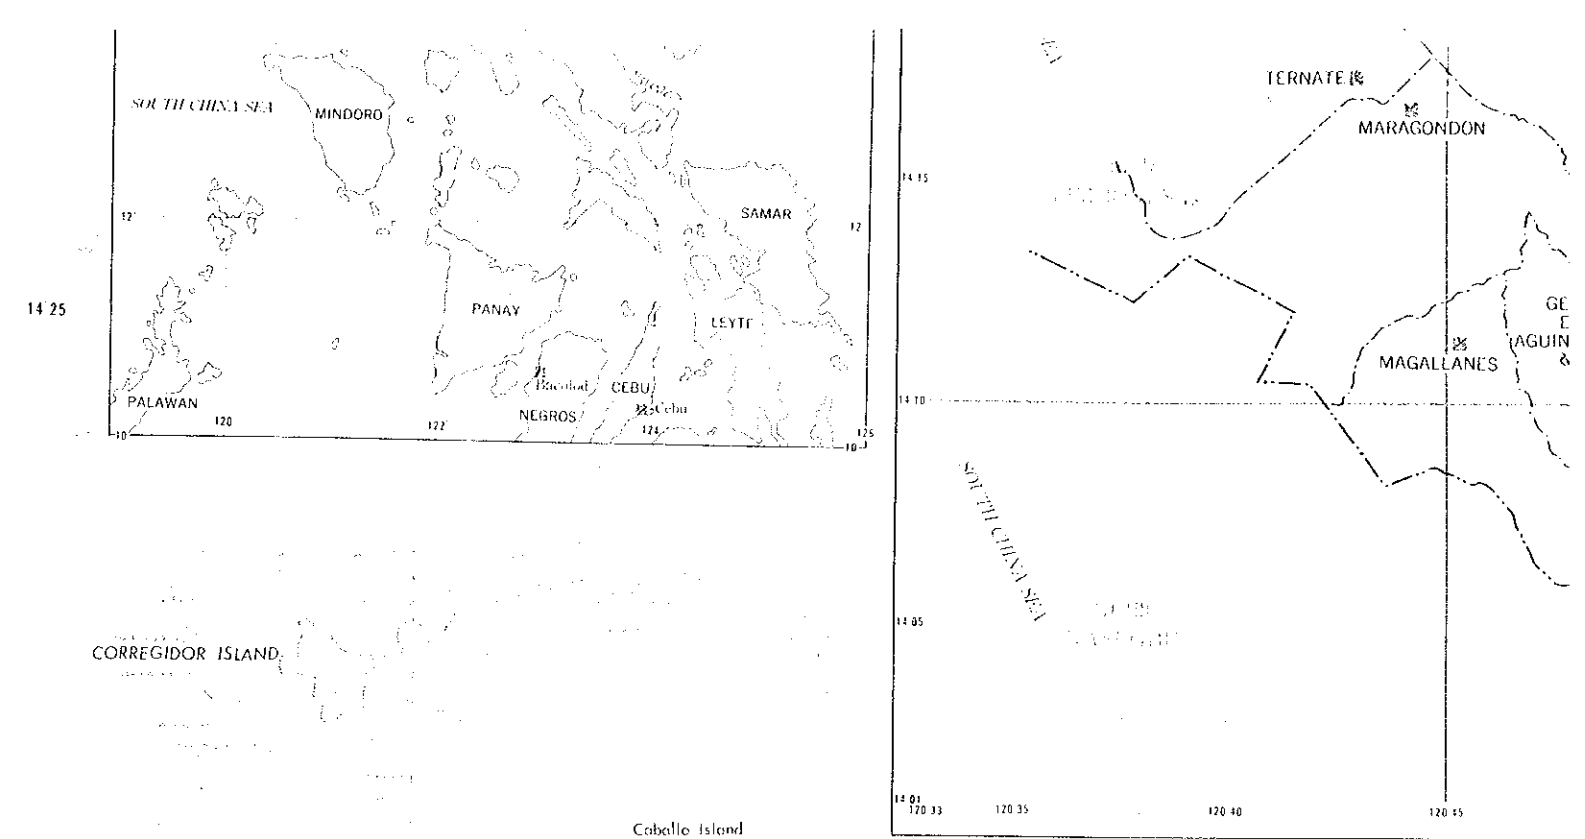 SOUTH CHINA SEA
MINDORO
SAMAR
12°
12°
14°25
PANAY
LEYTE
Bacolod
CEBU
PALAWAN
NEGROS
Cebu
120
122
124
125
10
10
CORREGIDOR ISLAND
Caballo Island
TERNATE
MARAGONDON
14 15
GE
E
AGUIN
&
MAGALLANES
14 10
SOUTH CHINA SEA
14 05
14 01
120 33
120 35
120 40
120 45